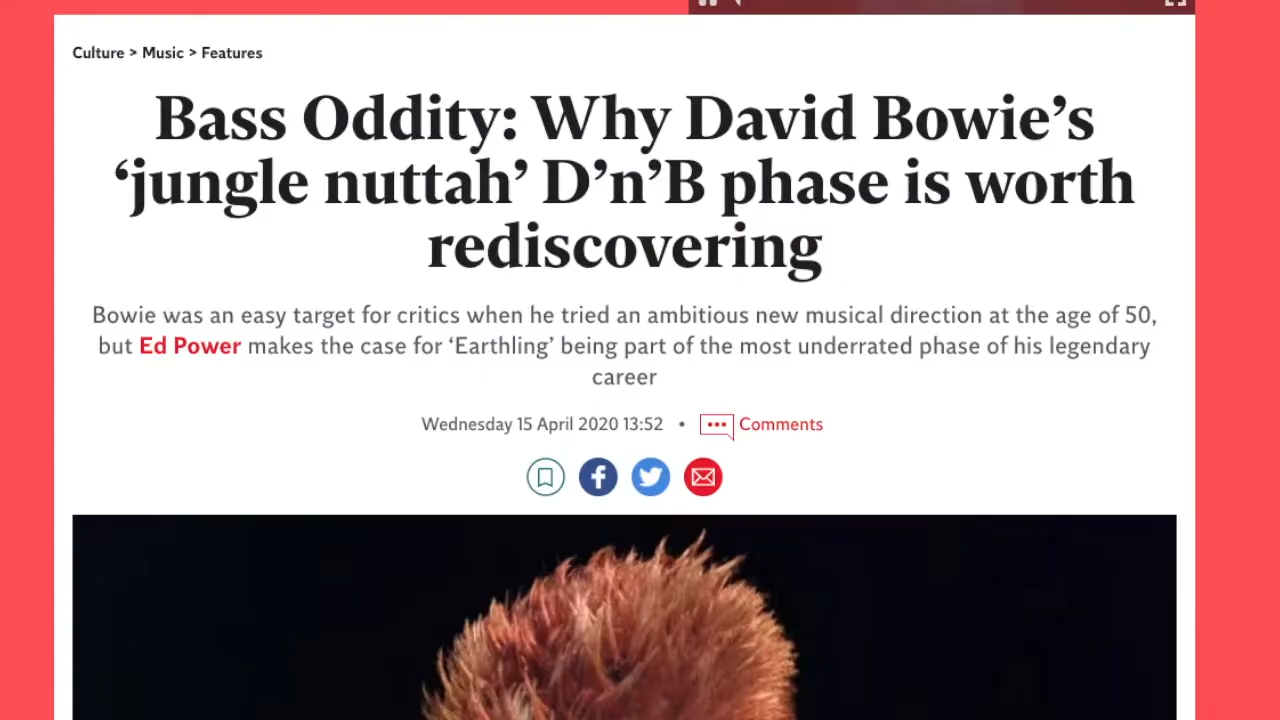 Culture > Music > Features
Bass Oddity: Why David Bowie’s
‘jungle nuttah’ D’n’B phase is worth
rediscovering
Bowie was an easy target for critics when he tried an ambitious new musical direction at the age of 50,
but Ed Power makes the case for ‘Earthling’ being part of the most underrated phase of his legendary
career
Wednesday 15 April 2020 13:52 • Comments